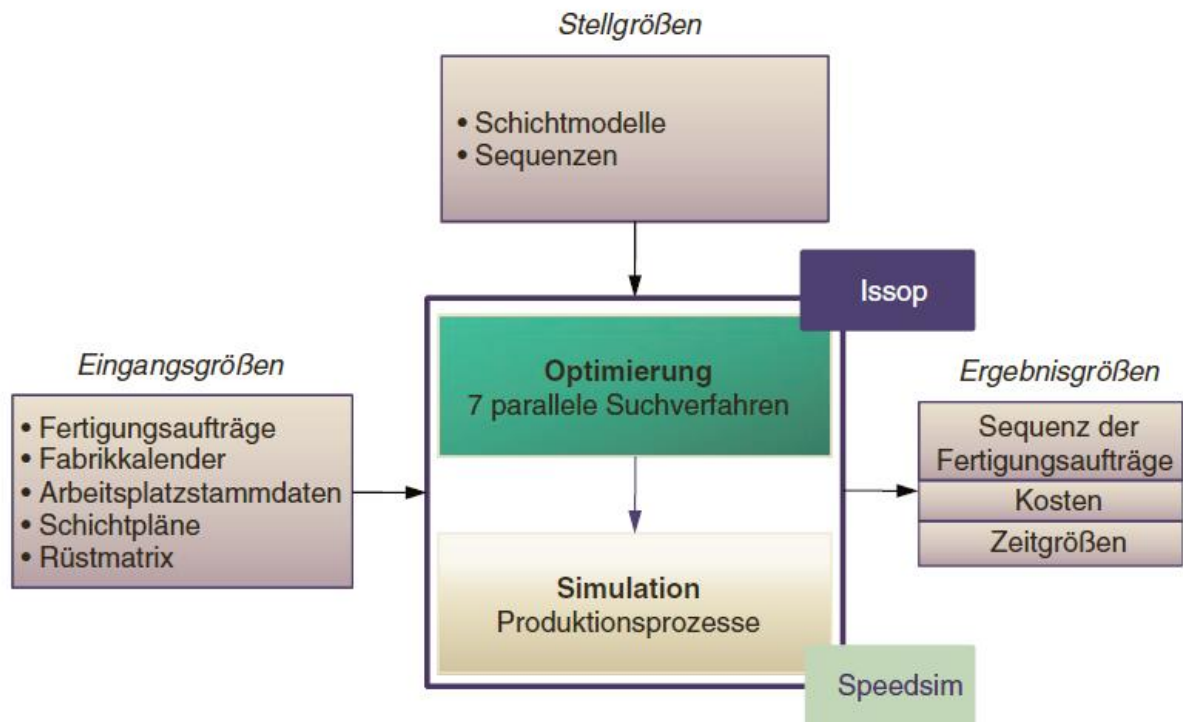 Stellgrößen
• Schichtmodelle
• Sequenzen
Issop
Optimierung
7 parallele Suchverfahren
Eingangsgrößen
• Fertigungsaufträge
• Fabrikkalender
• Arbeitsplatzstammdaten
• Schichtpläne
• Rüstmatrix
Simulation
Produktionsprozesse
Speedsim
Ergebnisgrößen
Sequenz der
Fertigungsaufträge
Kosten
Zeitgrößen